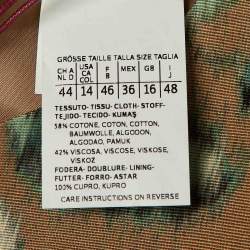 GRÖSSE TAILLE TALLA SIZE TAGLIA
CH A USA F MEX GB I
NL D CA COL B J
44 14 46 36 16 48
TESSUTO-TISSU-CLOTH-STOFF-
TEJIDO-TECIDO-KUMAŞ
58% COTONE, COTON, COTTON,
BAUMWOLLE, ALGODON,
ALGODAO, PAMUK
42% VISCOSA, VISCOSE,
VISKOSE, VISKOZ
FODERA-DOUBLURE-LINING-
FUTTER-FORRO-ASTAR
100% CUPRO, KUPRO
CARE INSTRUCTIONS ON REVERSE